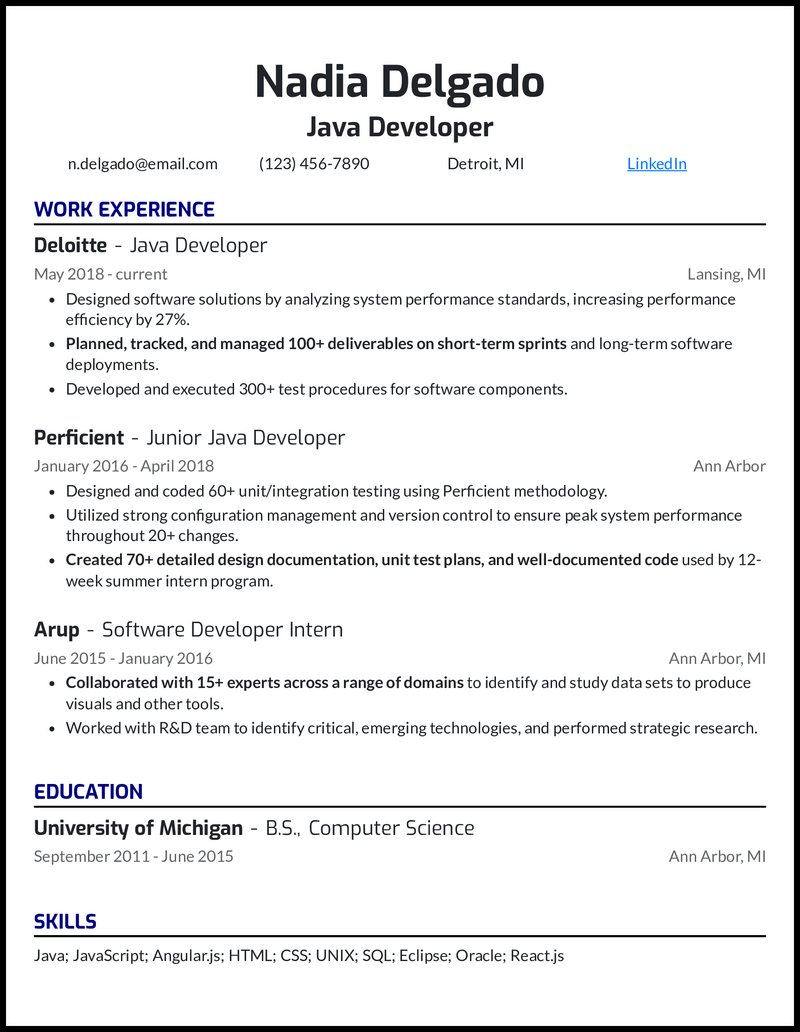 Nadia Delgado
Java Developer
n.delgado@email.com (123) 456-7890 Detroit, MI LinkedIn
WORK EXPERIENCE
Deloitte - Java Developer
May 2018 - current Lansing, MI
• Designed software solutions by analyzing system performance standards, increasing performance
efficiency by 27%.
• Planned, tracked, and managed 100+ deliverables on short-term sprints and long-term software
deployments.
• Developed and executed 300+ test procedures for software components.
Perficient - Junior Java Developer
January 2016 - April 2018 Ann Arbor
• Designed and coded 60+ unit/integration testing using Perficient methodology.
• Utilized strong configuration management and version control to ensure peak system performance
throughout 20+ changes.
• Created 70+ detailed design documentation, unit test plans, and well-documented code used by 12-
week summer intern program.
Arup - Software Developer Intern
June 2015 - January 2016 Ann Arbor, MI
• Collaborated with 15+ experts across a range of domains to identify and study data sets to produce
visuals and other tools.
• Worked with R&D team to identify critical, emerging technologies, and performed strategic research.
EDUCATION
University of Michigan - B.S., Computer Science
September 2011 - June 2015 Ann Arbor, MI
SKILLS
Java; JavaScript; Angular.js; HTML; CSS; UNIX; SQL; Eclipse; Oracle; React.js